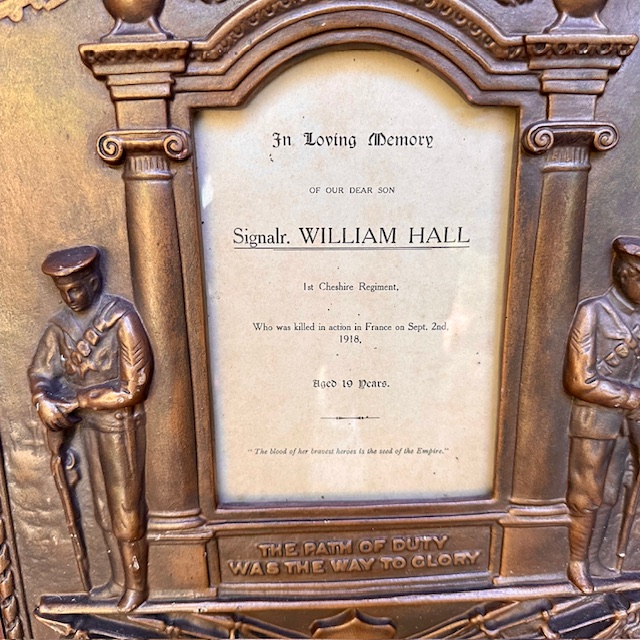 In Loving Memory
OF OUR DEAR SON
Signalr. WILLIAM HALL
1st Cheshire Regiment,
Who was killed in action in France on Sept. 2nd,
1918,
Aged 19 Years.
"The blood of her bravest heroes is the seed of the Empire."
THE PATH OF DUTY
WAS THE WAY TO GLORY